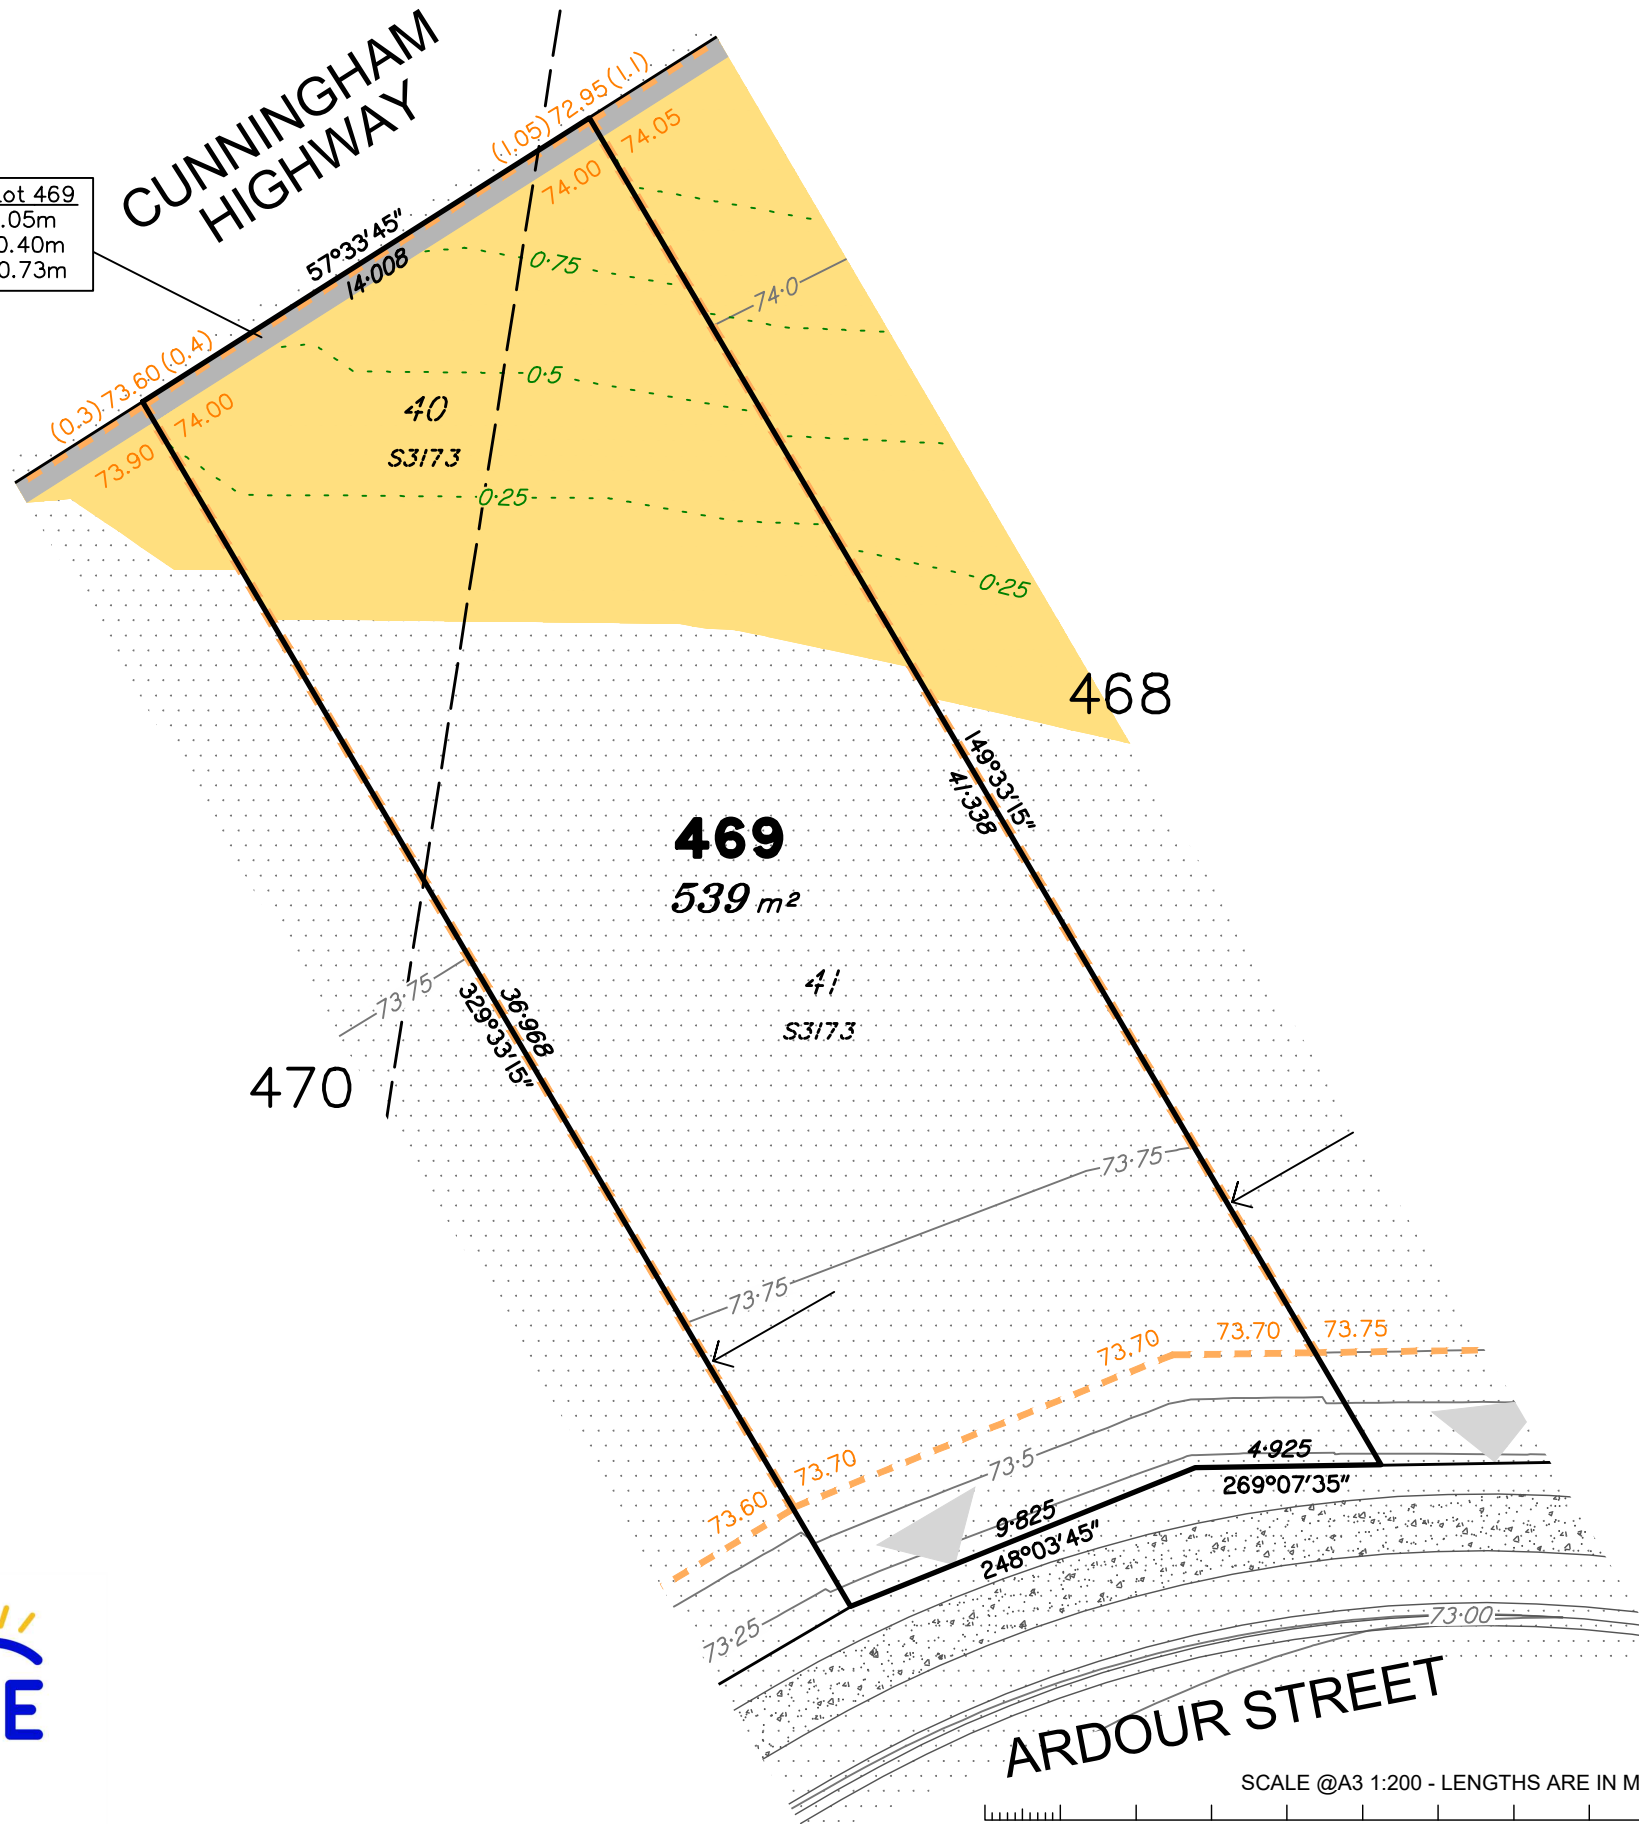 CUNNINGHAM
HIGHWAY
(1.05) 72.95 (1.1)
74.05
74.00
ot 469
.05m
0.40m
0.73m
57°33'45"
14·008
0·75
74·0
(0.3) 73.60 (0.4)
74.00
73.90
0·5
40
S3173
0·25
0·25
468
149°33'15"
41·338
469
539 m²
41
S3173
73·75
36·968
329°33'15"
470
73·75
73·75
73.70
73.70
73.75
73.70
73.60
73·5
4·925
269°07'35"
9·825
248°03'45"
73·25
73·00
E
ARDOUR STREET
SCALE @A3 1:200 - LENGTHS ARE IN M